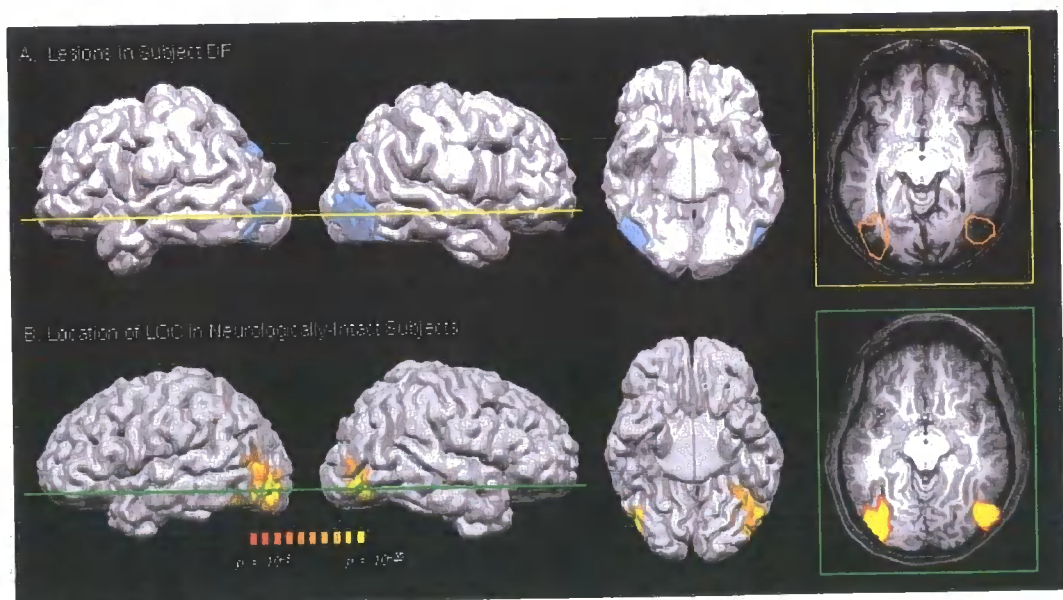 A. Lesions in Subject DF
B. Location of LOC in Neurologically-Intact Subjects